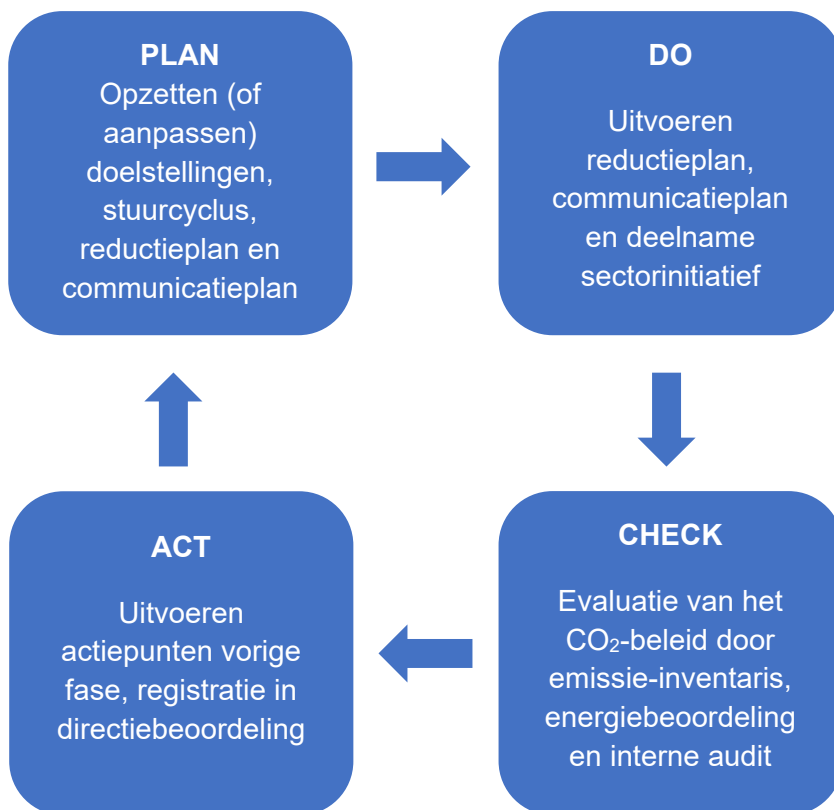 PLAN
Opzetten (of
aanpassen)
doelstellingen,
stuurcyclus,
reductieplan en
communicatieplan
DO
Uitvoeren
reductieplan,
communicatieplan
en deelname
sectorinitiatief
ACT
Uitvoeren
actiepunten vorige
fase, registratie in
directiebeoordeling
CHECK
Evaluatie van het
CO₂-beleid door
emissie-inventaris,
energiebeoordeling
en interne audit